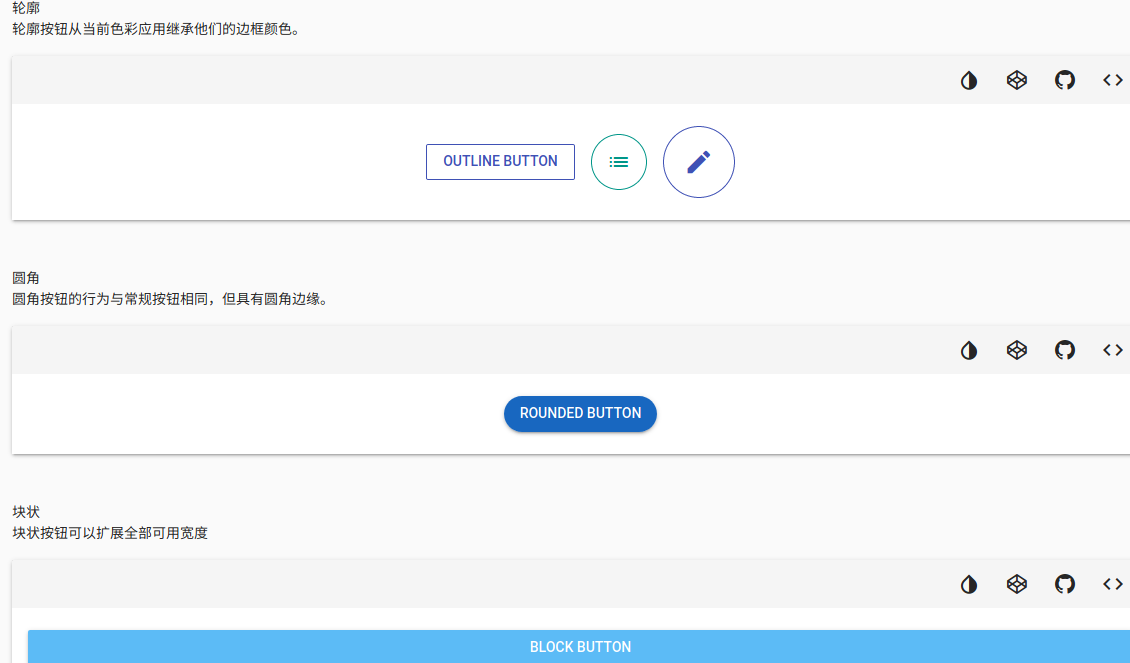 轮廓
轮廓按钮从当前色彩应用继承他们的边框颜色。
OUTLINE BUTTON
圆角
圆角按钮的行为与常规按钮相同，但具有圆角边缘。
ROUNDED BUTTON
块状
块状按钮可以扩展全部可用宽度
BLOCK BUTTON